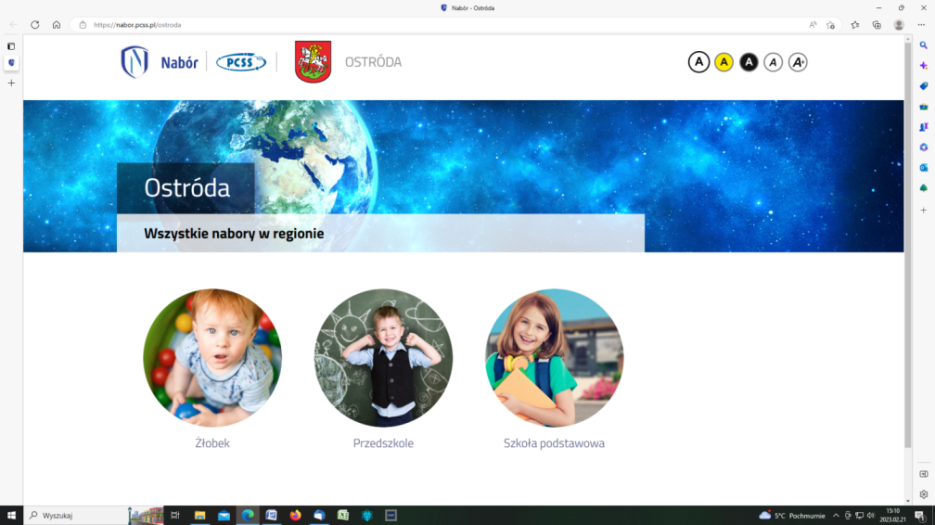 Nabór - Ostróda
https://nabor.pcss.pl/ostroda
Nabór
PCSS
OSTRÓDA
A A A A A+
Ostróda
Wszystkie nabory w regionie
Żłobek
Przedszkole
Szkoła podstawowa
Wyszukaj
5°C Pochmurnie
15:10
2023.02.21